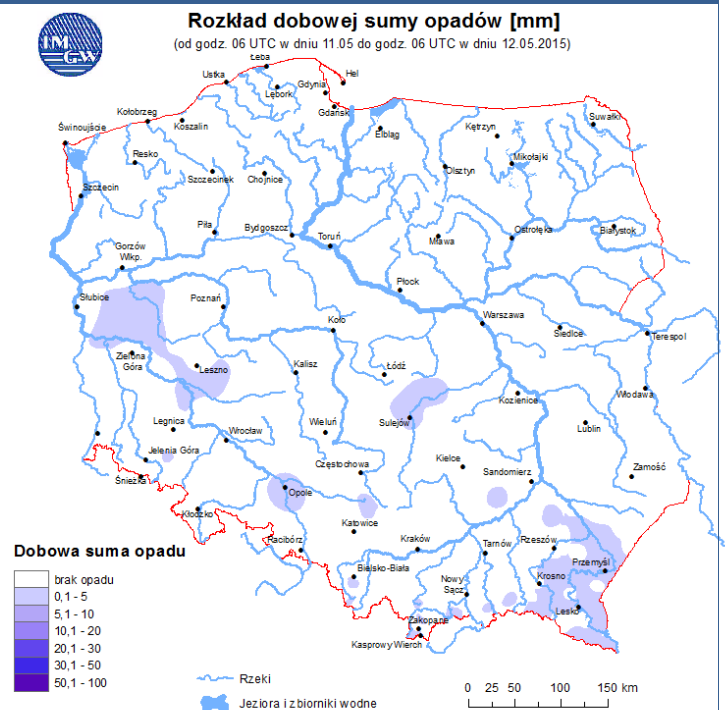 Rozkład dobowej sumy opadów [mm]
(od godz. 06 UTC w dniu 11.05 do godz. 06 UTC w dniu 12.05.2015)
IM
GW
Łeba
Ustka
Hel
Gdynia
Lębork
Gdańsk
Kołobrzeg
Koszalin
Suwałki
Świnoujście
Elbląg
Kętrzyn
Resko
Mikołajki
Szczecinek
Chojnice
Olsztyn
Szczecin
Piła
Bydgoszcz
Toruń
Mława
Ostrołęka
Białystok
Gorzów
Wlkp.
Płock
Słubice
Poznań
Koło
Warszawa
Siedlce
Terespol
Zielona
Góra
Leszno
Kalisz
Łódź
Kozienice
Włodawa
Legnica
Wrocław
Wieluń
Sulejów
Lublin
Jelenia Góra
Śnieżka
Częstochowa
Kielce
Sandomierz
Zamość
Opole
Kłodzko
Katowice
Racibórz
Kraków
Tarnów
Rzeszów
Przemyśl
Bielsko-Biała
Nowy
Sącz
Krosno
Lesko
Zakopane
Kasprowy Wierch
Dobowa suma opadu
brak opadu
0,1 - 5
5,1 - 10
10,1 - 20
20,1 - 30
30,1 - 50
50,1 - 100
Rzeki
Jeziora i zbiorniki wodne
0 25 50 100 150 km